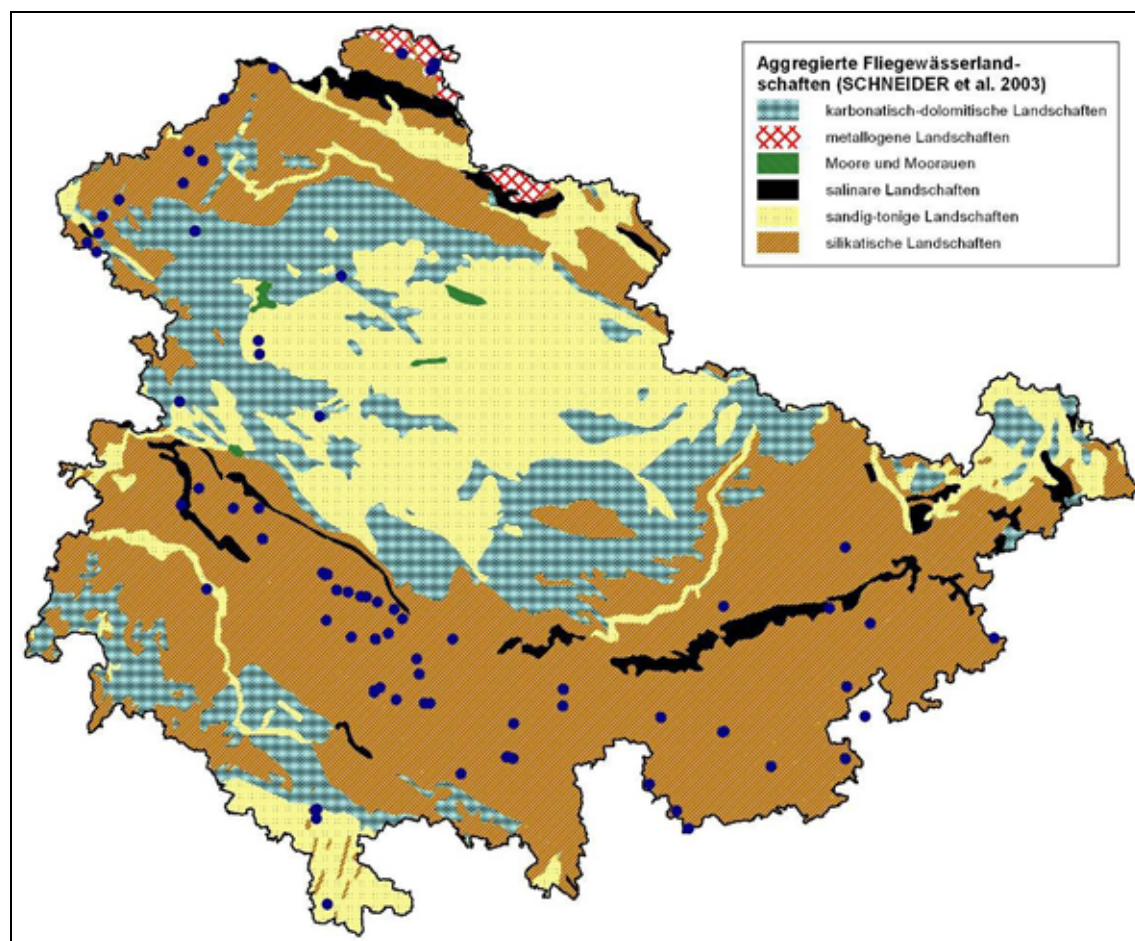 Aggregierte Fliegewässerland-
schaften (SCHNEIDER et al. 2003)
karbonatisch-dolomitische Landschaften
metallogene Landschaften
Moore und Moorauen
salinare Landschaften
sandig-tonige Landschaften
silikatische Landschaften